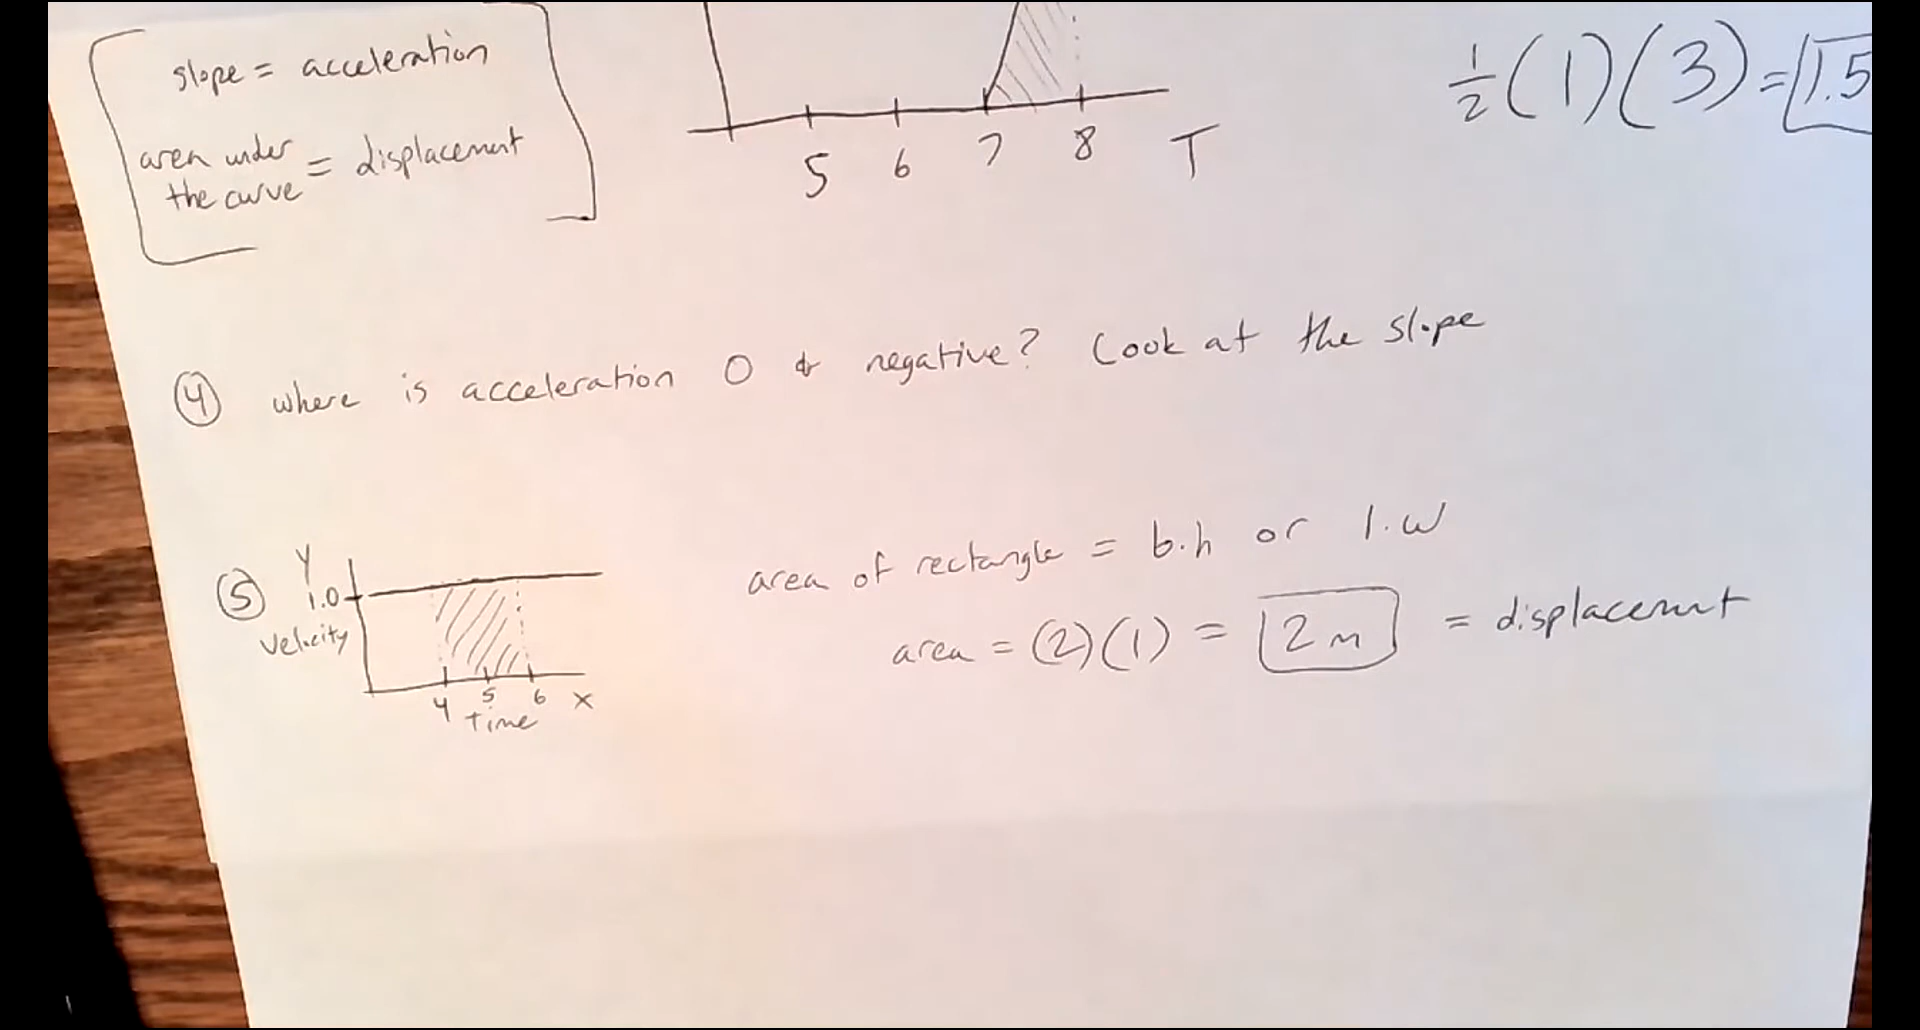 slope = acceleration
area under
the curve = displacement
5 6 7 8 T
1/2 (1)(3) = 1.5
④ where is acceleration 0 & negative? Look at the slope
⑤ Y
1.0
velocity
4 5 6 X
Time
area of rectangle = b.h or l.w
area = (2)(1) = 2 m = displacement